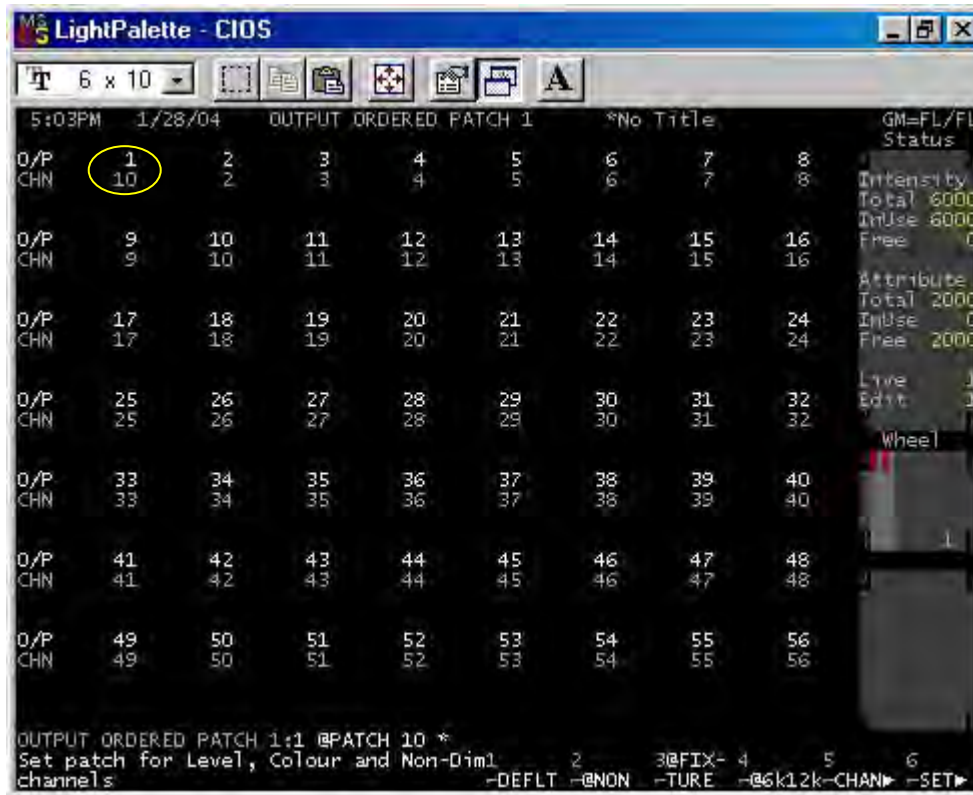 LightPalette - CIOS
6 x 10
A
5:03PM 1/28/04 OUTPUT ORDERED PATCH 1 *No Title GM=FL/FL
Status
O/P 1 2 3 4 5 6 7 8
CHN 10 2 3 4 5 6 7 8
Intensity
Total 6000
InUse 6000
Free 0
O/P 9 10 11 12 13 14 15 16
CHN 9 10 11 12 13 14 15 16
Attribute
Total 2000
InUse 0
Free 2000
O/P 17 18 19 20 21 22 23 24
CHN 17 18 19 20 21 22 23 24
Live 1
Edit 1
O/P 25 26 27 28 29 30 31 32
CHN 25 26 27 28 29 30 31 32
Wheel
1
O/P 33 34 35 36 37 38 39 40
CHN 33 34 35 36 37 38 39 40
O/P 41 42 43 44 45 46 47 48
CHN 41 42 43 44 45 46 47 48
O/P 49 50 51 52 53 54 55 56
CHN 49 50 51 52 53 54 55 56
OUTPUT ORDERED PATCH 1:1 @PATCH 10 *
Set patch for Level, Colour and Non-Dim1 2 3@FIX- 4 5 6
channels -DEFLT -@NON -TURE -@6k12k-CHAN▶ -SET▶